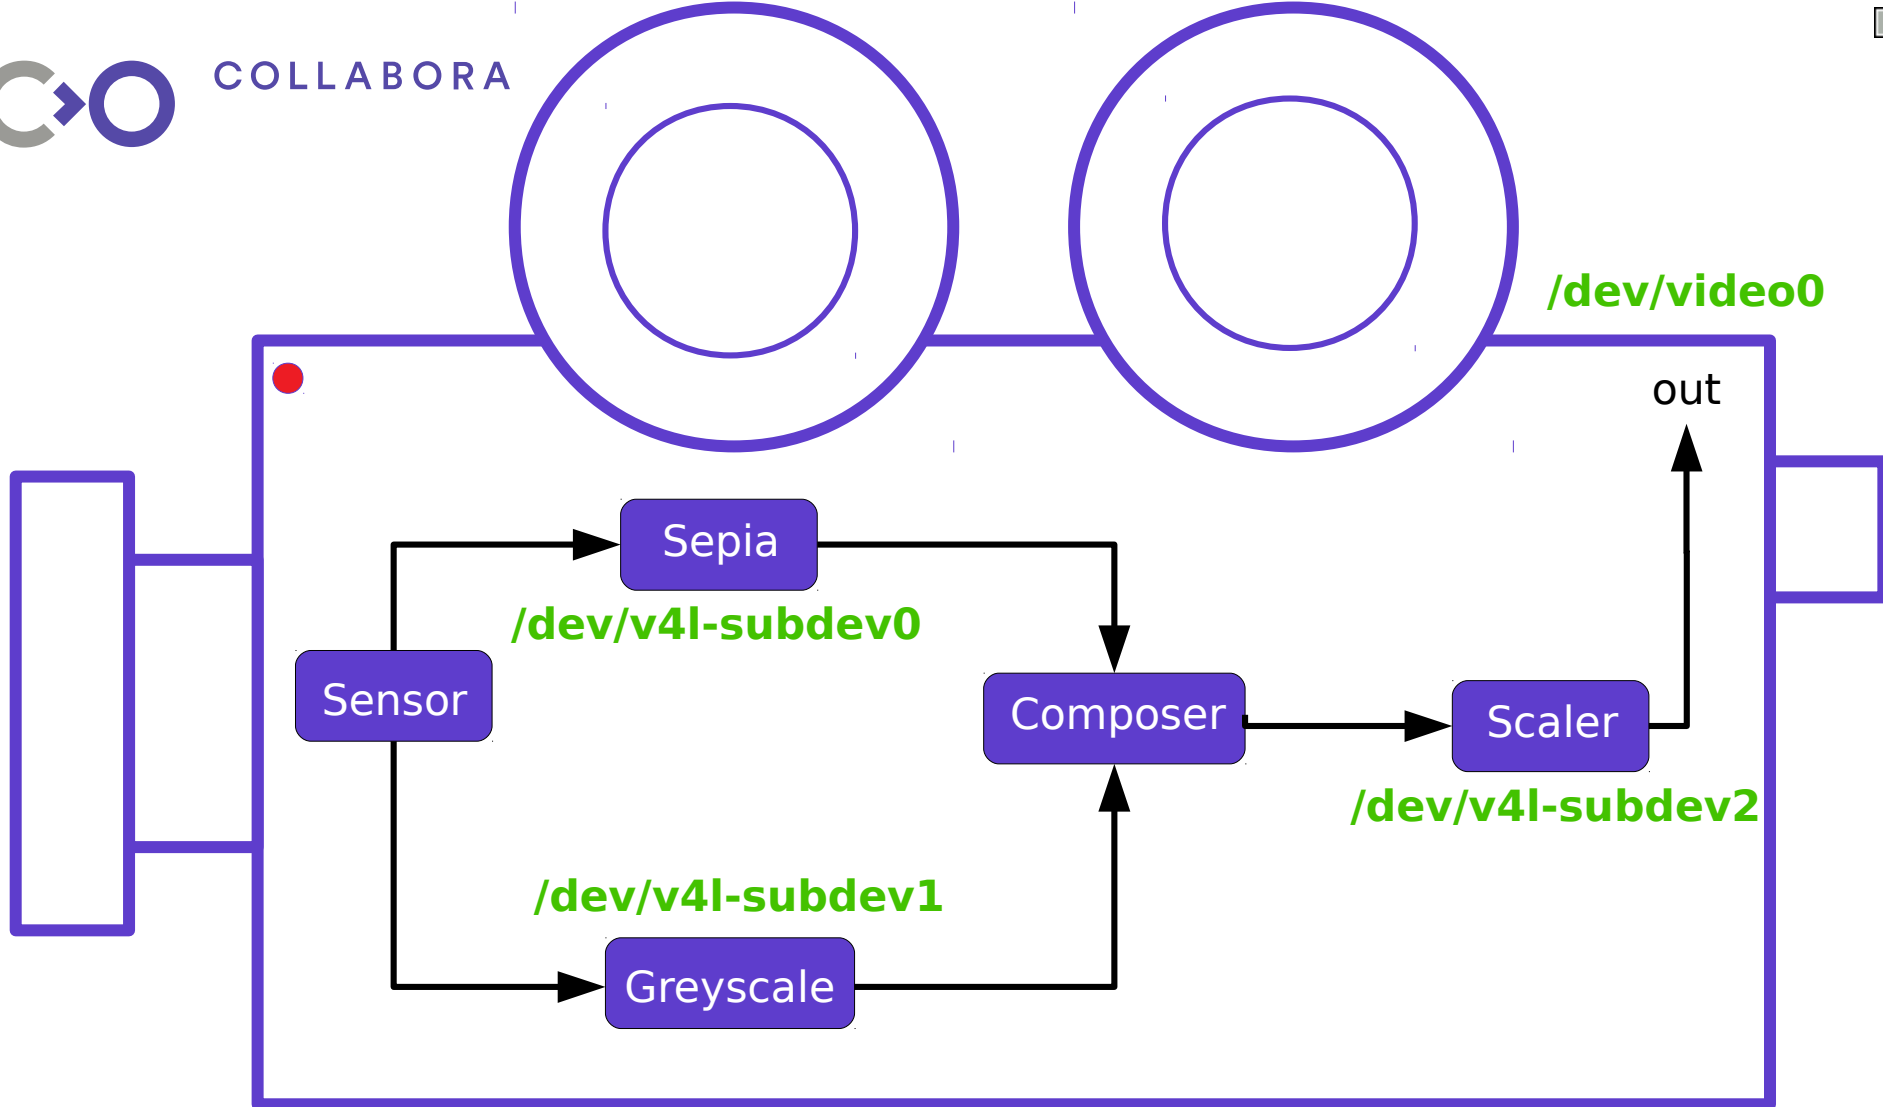 COLLABORA
/dev/video0
out
Sepia
/dev/v4l-subdev0
Sensor
Composer
Scaler
/dev/v4l-subdev2
/dev/v4l-subdev1
Greyscale